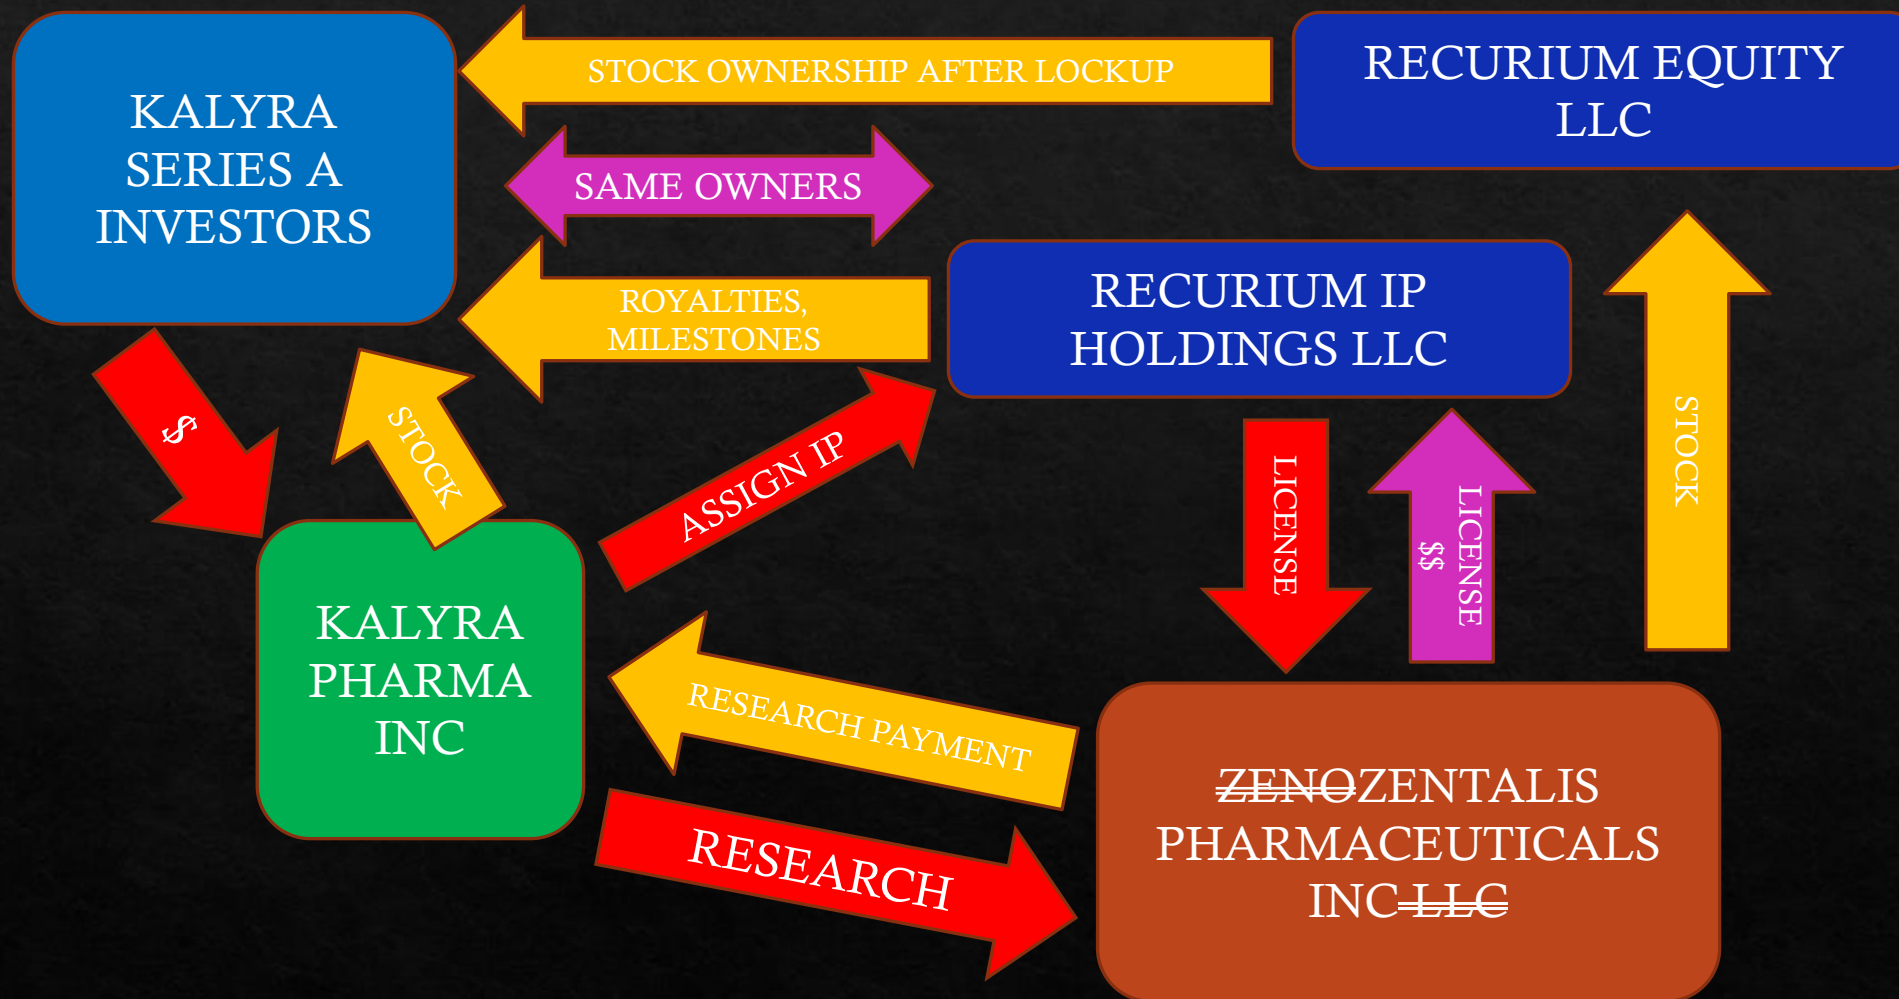 STOCK OWNERSHIP AFTER LOCKUP
RECURIUM EQUITY
LLC
KALYRA
SERIES A
INVESTORS
SAME OWNERS
ROYALTIES,
MILESTONES
RECURIUM IP
HOLDINGS LLC
$
STOCK
ASSIGN IP
LICENSE
LICENSE
$$
STOCK
KALYRA
PHARMA
INC
RESEARCH PAYMENT
RESEARCH
ZENOZENTALIS
PHARMACEUTICALS
INC LLC